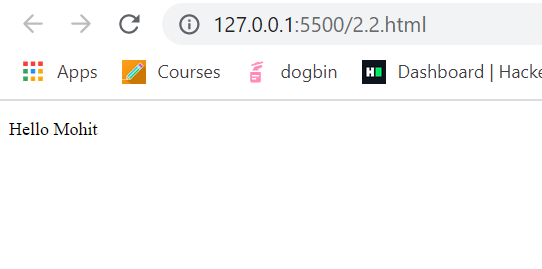 127.0.0.1:5500/2.2.html
Apps Courses dogbin Dashboard | Hacke
Hello Mohit